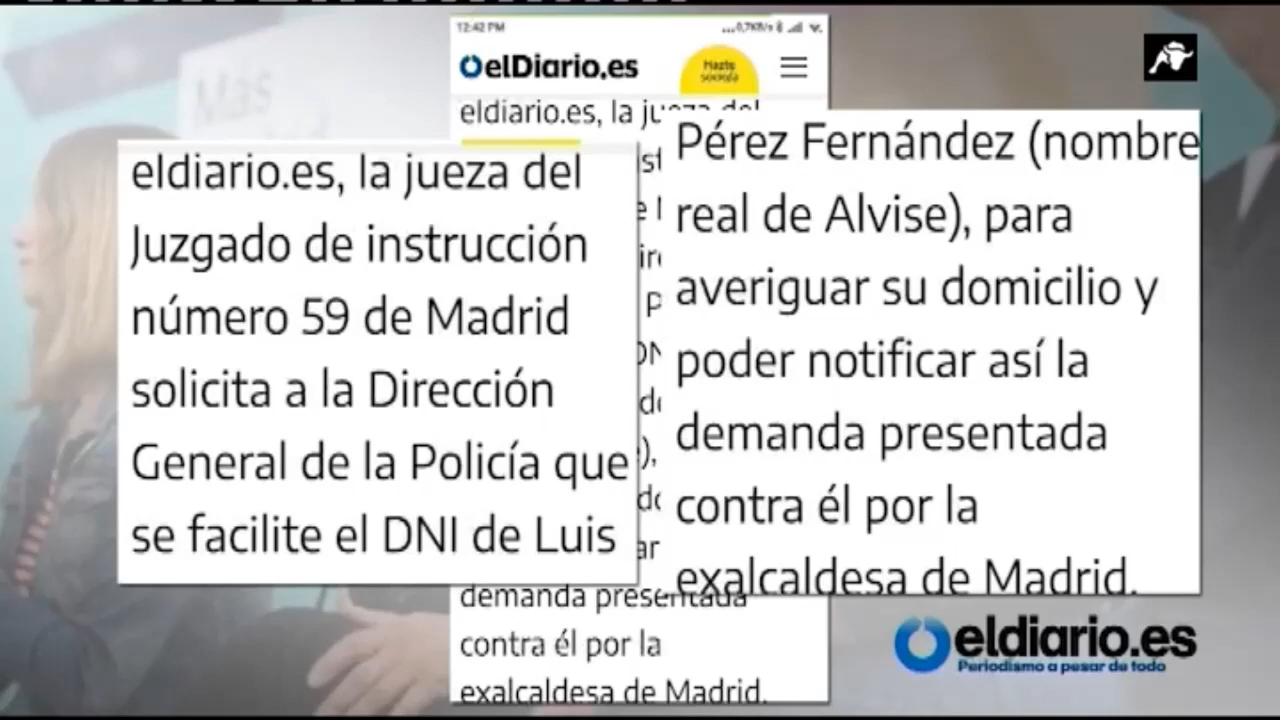 12:42 PM
...0,7KB/s
elDiario.es
Hazte
socio/a
Más
eldiario.es, la jueza del
eldiario.es, la jueza del
Juzgado de instrucción
número 59 de Madrid
solicita a la Dirección
General de la Policía que
se facilite el DNI de Luis
Pérez Fernández (nombre
real de Alvise), para
averiguar su domicilio y
poder notificar así la
demanda presentada
contra él por la
exalcaldesa de Madrid.
demanda presentada
contra él por la
exalcaldesa de Madrid.
eldiario.es
Periodismo a pesar de todo